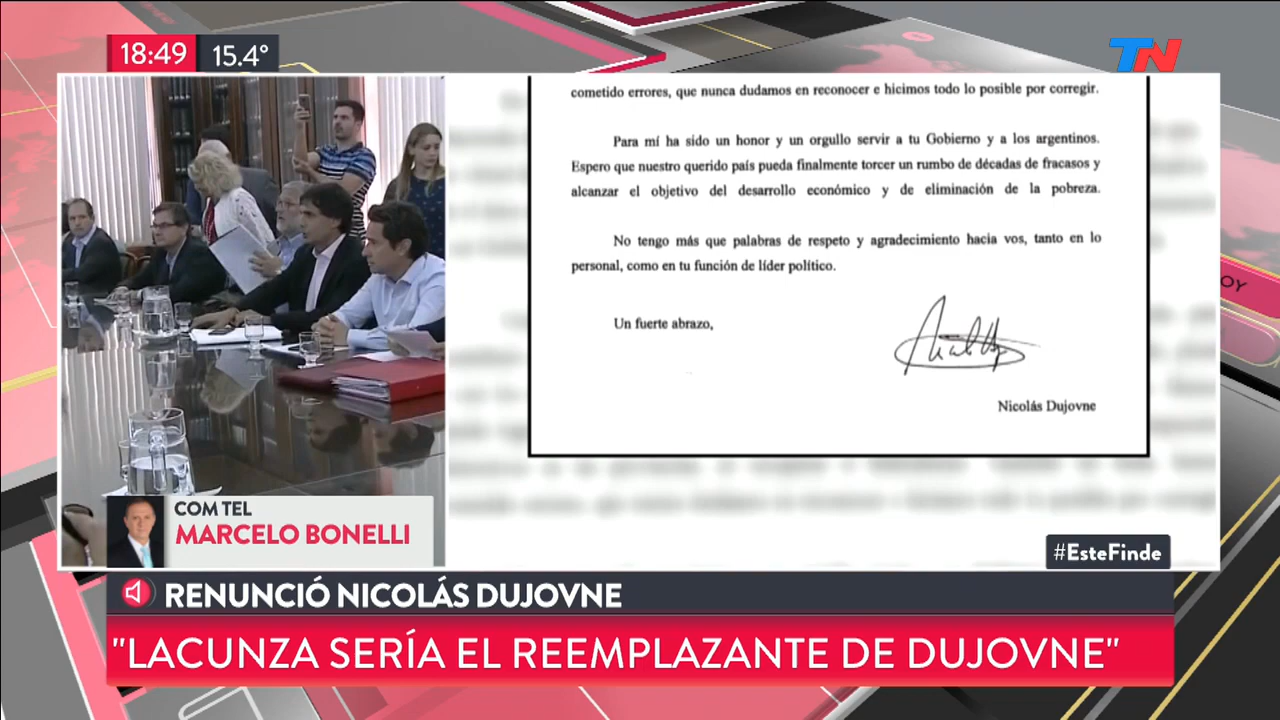 18:49 15.4°
TN
cometido errores, que nunca dudamos en reconocer e hicimos todo lo posible por corregir.
Para mí ha sido un honor y un orgullo servir a tu Gobierno y a los argentinos.
Espero que nuestro querido país pueda finalmente torcer un rumbo de décadas de fracasos y
alcanzar el objetivo del desarrollo económico y de eliminación de la pobreza.
No tengo más que palabras de respeto y agradecimiento hacia vos, tanto en lo
personal, como en tu función de líder político.
Un fuerte abrazo,
Nicolás Dujovne
COM TEL
MARCELO BONELLI
#EsteFinde
RENUNCIÓ NICOLÁS DUJOVNE
"LACUNZA SERÍA EL REEMPLAZANTE DE DUJOVNE"